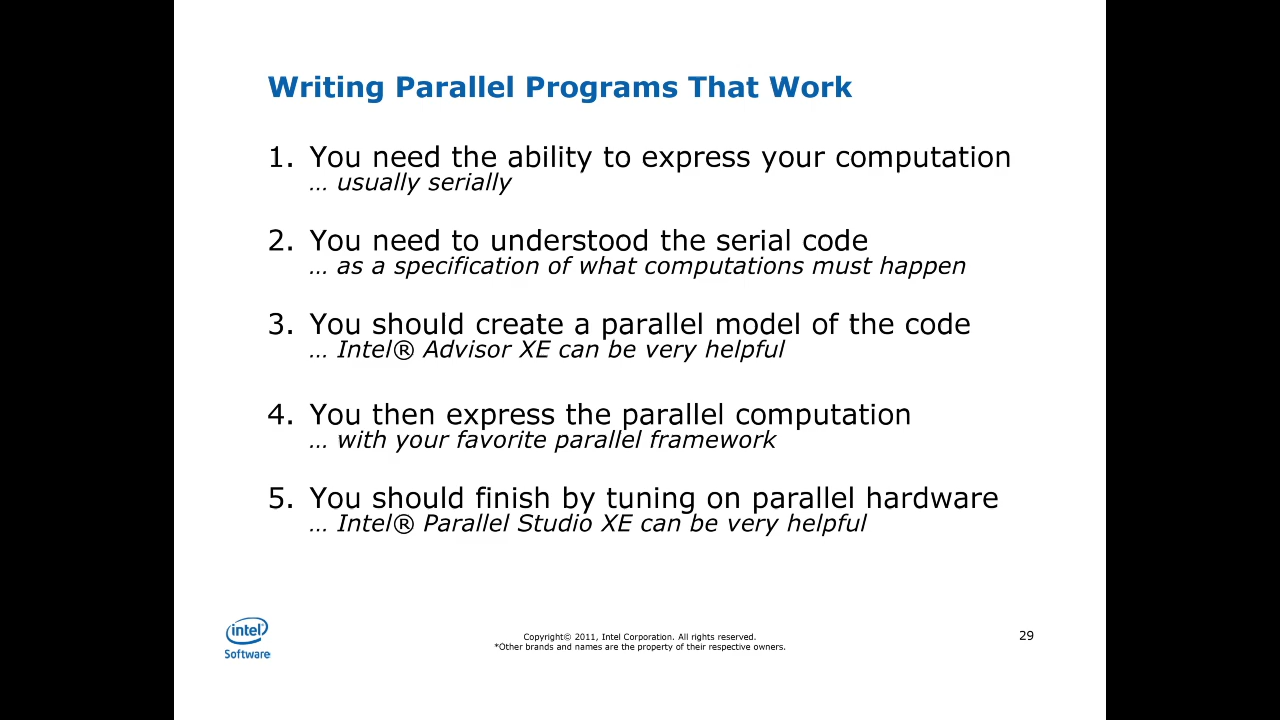 Writing Parallel Programs That Work
1. You need the ability to express your computation
... usually serially
2. You need to understood the serial code
... as a specification of what computations must happen
3. You should create a parallel model of the code
... Intel® Advisor XE can be very helpful
4. You then express the parallel computation
... with your favorite parallel framework
5. You should finish by tuning on parallel hardware
... Intel® Parallel Studio XE can be very helpful
intel
Software
Copyright© 2011, Intel Corporation. All rights reserved.
*Other brands and names are the property of their respective owners.
29